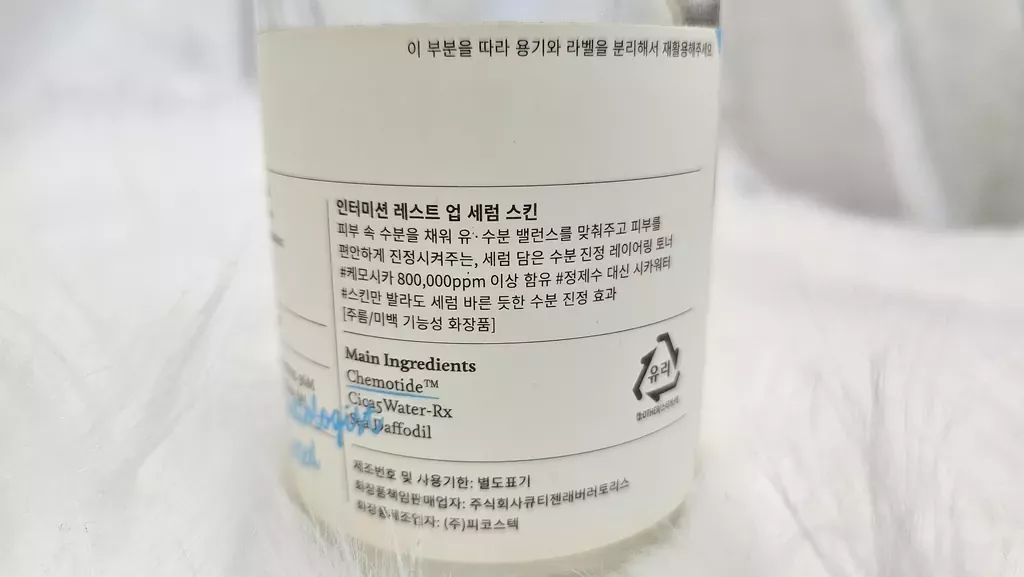 이 부분을 따라 용기와 라벨을 분리해서 재활용해주세요
인터미션 레스트 업 세럼 스킨
피부 속 수분을 채워 유·수분 밸런스를 맞춰주고 피부를
편안하게 진정시켜주는, 세럼 담은 수분 진정 레이어링 토너
#케모시카 800,000ppm 이상 함유 #정제수 대신 시카워터
#스킨만 발라도 세럼 바른 듯한 수분 진정 효과
[주름/미백 기능성 화장품]
Main Ingredients
Chemotide™
Cica5Water-Rx
Sea Daffodil
유리
제조번호 및 사용기한: 별도표기
화장품책임판매업자: 주식회사큐티젠래버러토리스
화장품제조업자: (주)피코스텍